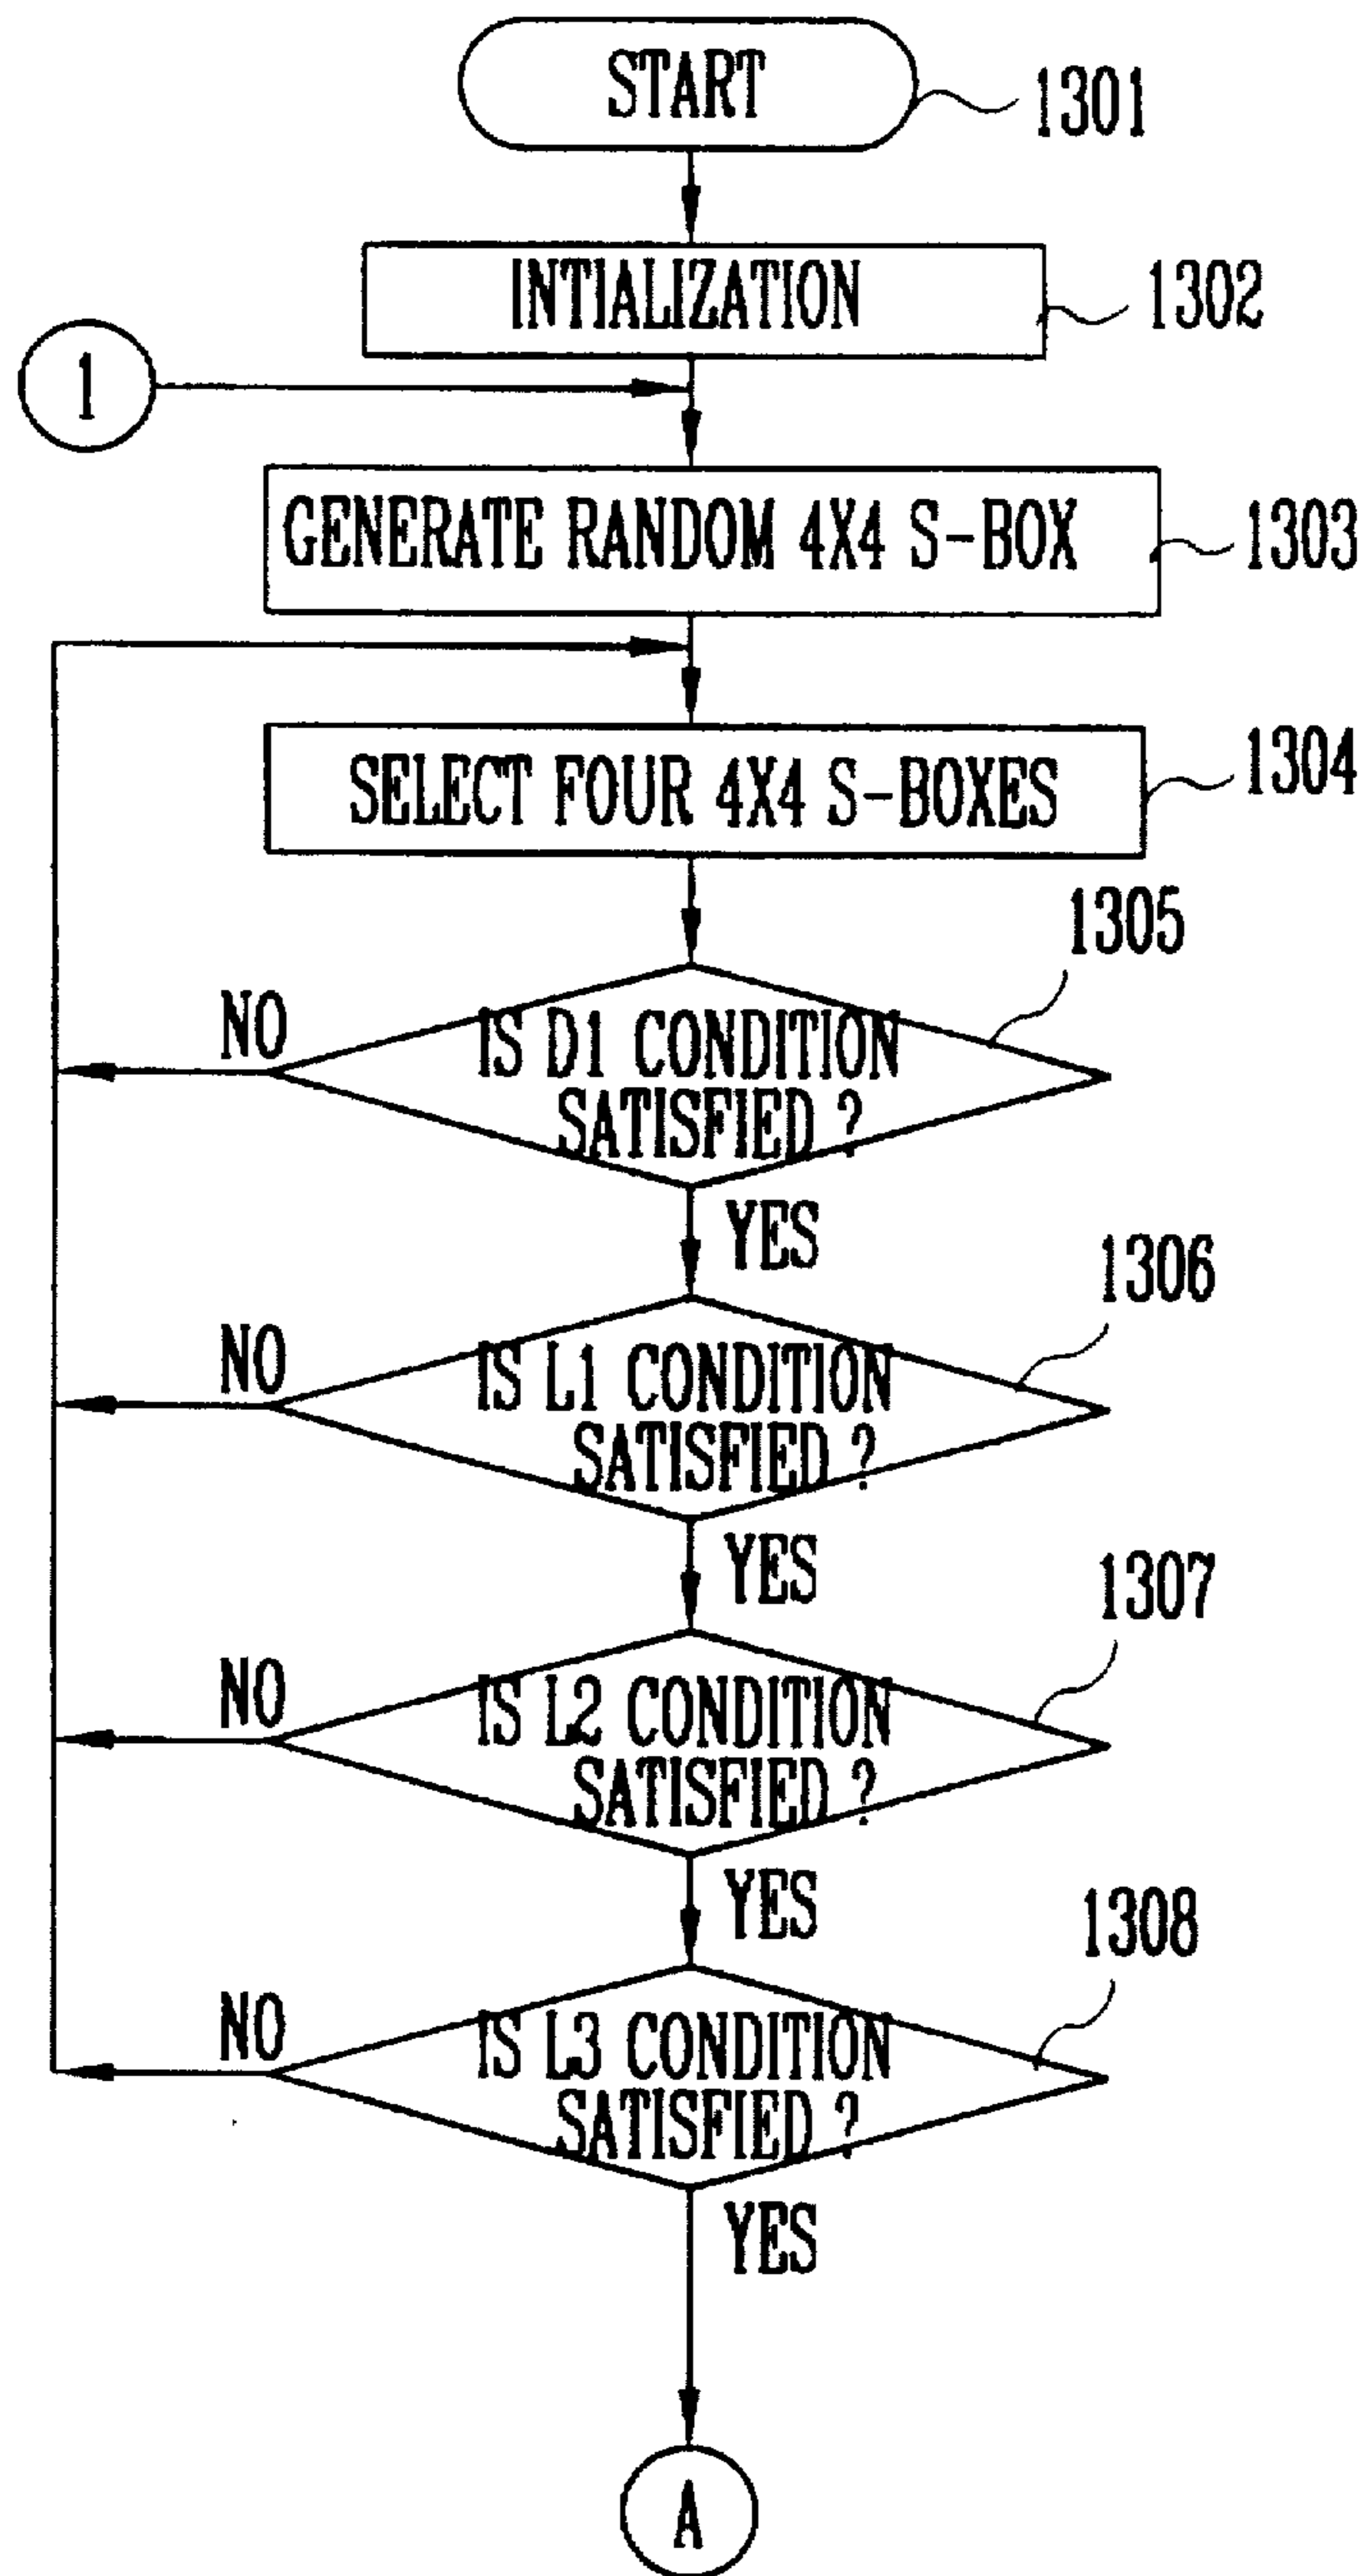 START
1301
INTIALIZATION
1302
1
GENERATE RANDOM 4X4 S-BOX
1303
SELECT FOUR 4X4 S-BOXES
1304
1305
NO
IS D1 CONDITION
SATISFIED ?
YES
1306
NO
IS L1 CONDITION
SATISFIED ?
YES
1307
NO
IS L2 CONDITION
SATISFIED ?
YES
1308
NO
IS L3 CONDITION
SATISFIED ?
YES
A